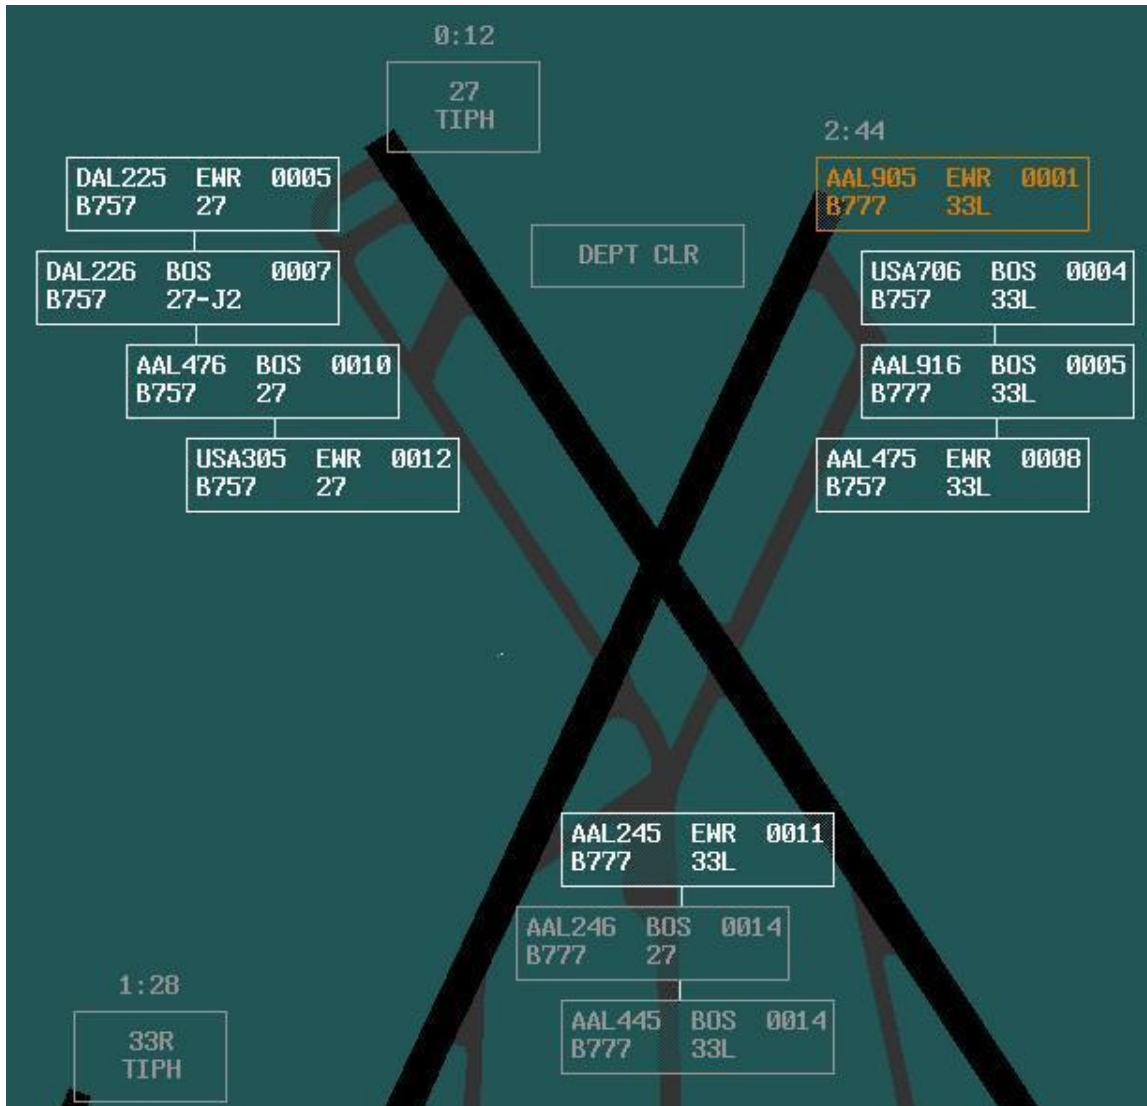 0:12
27
TIPH
2:44
DAL225 EWR 0005
B757 27
AAL905 EWR 0001
B777 33L
DEPT CLR
DAL226 BOS 0007
B757 27-J2
USA706 BOS 0004
B757 33L
AAL476 BOS 0010
B757 27
AAL916 BOS 0005
B777 33L
USA305 EWR 0012
B757 27
AAL475 EWR 0008
B757 33L
AAL245 EWR 0011
B777 33L
AAL246 BOS 0014
B777 27
1:28
33R
TIPH
AAL445 BOS 0014
B777 33L